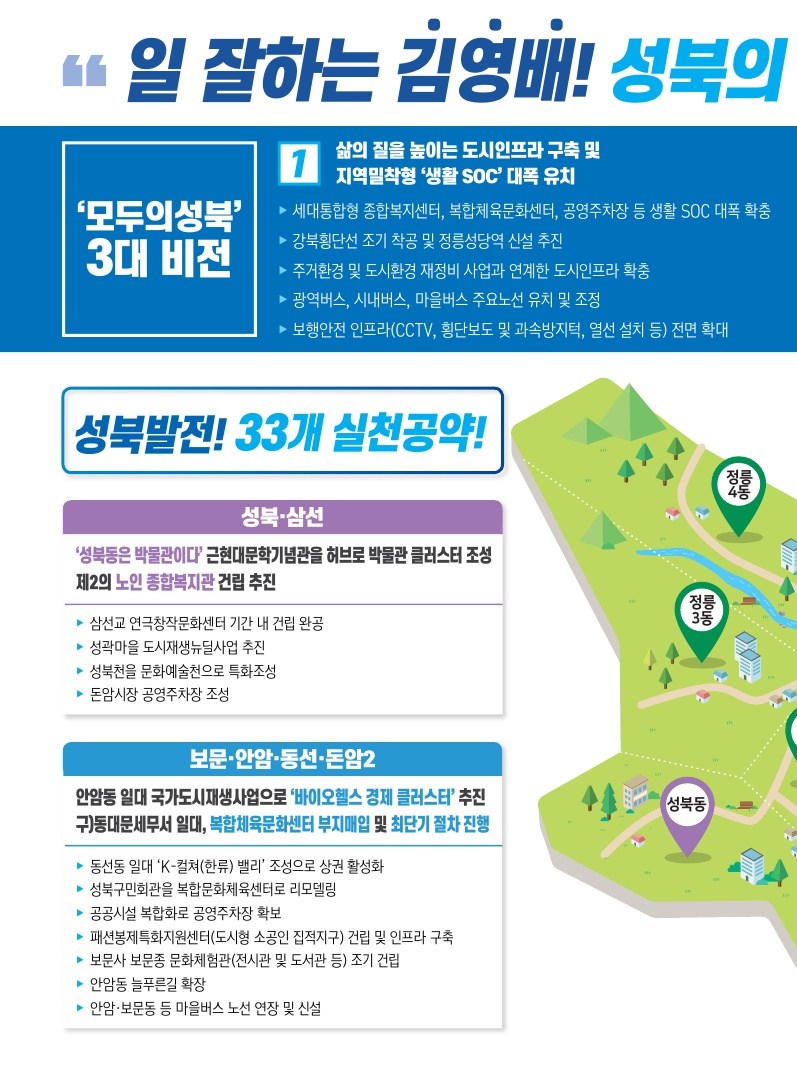 “ 일 잘하는 김영배! 성북의
‘모두의성북’
3대 비전
1
삶의 질을 높이는 도시인프라 구축 및
지역밀착형 ‘생활 SOC’ 대폭 유치
▶ 세대통합형 종합복지센터, 복합체육문화센터, 공영주차장 등 생활 SOC 대폭 확충
▶ 강북횡단선 조기 착공 및 정릉성당역 신설 추진
▶ 주거환경 및 도시환경 재정비 사업과 연계한 도시인프라 확충
▶ 광역버스, 시내버스, 마을버스 주요노선 유치 및 조정
▶ 보행안전 인프라(CCTV, 횡단보도 및 과속방지턱, 열선 설치 등) 전면 확대
성북발전! 33개 실천공약!
성북·삼선
‘성북동은 박물관이다’ 근현대문학기념관을 허브로 박물관 클러스터 조성
제2의 노인 종합복지관 건립 추진
▶ 삼선교 연극창작문화센터 기간 내 건립 완공
▶ 성곽마을 도시재생뉴딜사업 추진
▶ 성북천을 문화예술천으로 특화조성
▶ 돈암시장 공영주차장 조성
보문·안암·동선·돈암2
안암동 일대 국가도시재생사업으로 ‘바이오헬스 경제 클러스터’ 추진
구)동대문세무서 일대, 복합체육문화센터 부지매입 및 최단기 절차 진행
▶ 동선동 일대 ‘K-컬쳐(한류) 밸리’ 조성으로 상권 활성화
▶ 성북구민회관을 복합문화체육센터로 리모델링
▶ 공공시설 복합화로 공영주차장 확보
▶ 패션봉제특화지원센터(도시형 소공인 집적지구) 건립 및 인프라 구축
▶ 보문사 보문종 문화체험관(전시관 및 도서관 등) 조기 건립
▶ 안암동 늘푸른길 확장
▶ 안암·보문동 등 마을버스 노선 연장 및 신설
정릉
4동
정릉
3동
성북동